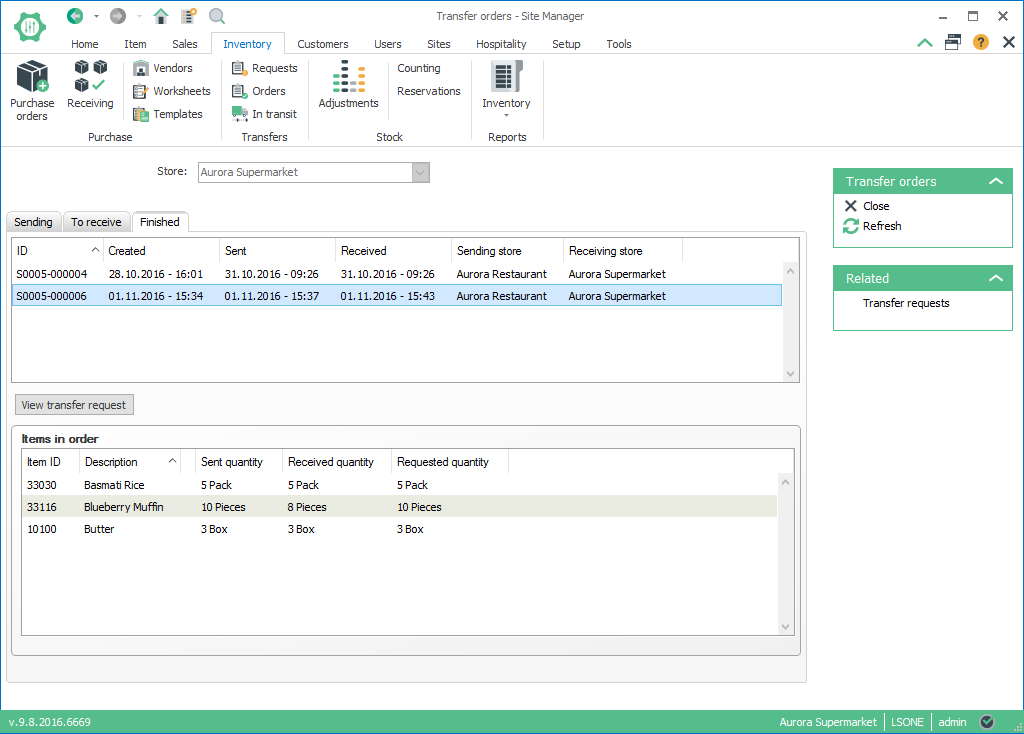 Transfer orders - Site Manager
Home Item Sales Inventory Customers Users Sites Hospitality Setup Tools
Purchase orders
Receiving
Vendors
Worksheets
Templates
Purchase
Requests
Orders
In transit
Transfers
Adjustments
Counting
Reservations
Stock
Inventory
Reports
Store: Aurora Supermarket
Sending To receive Finished
ID Created Sent Received Sending store Receiving store
S0005-000004 28.10.2016 - 16:01 31.10.2016 - 09:26 31.10.2016 - 09:26 Aurora Restaurant Aurora Supermarket
S0005-000006 01.11.2016 - 15:34 01.11.2016 - 15:37 01.11.2016 - 15:43 Aurora Restaurant Aurora Supermarket
View transfer request
Items in order
Item ID Description Sent quantity Received quantity Requested quantity
33030 Basmati Rice 5 Pack 5 Pack 5 Pack
33116 Blueberry Muffin 10 Pieces 8 Pieces 10 Pieces
10100 Butter 3 Box 3 Box 3 Box
Transfer orders
Close
Refresh
Related
Transfer requests
v.9.8.2016.6669 Aurora Supermarket LSONE admin